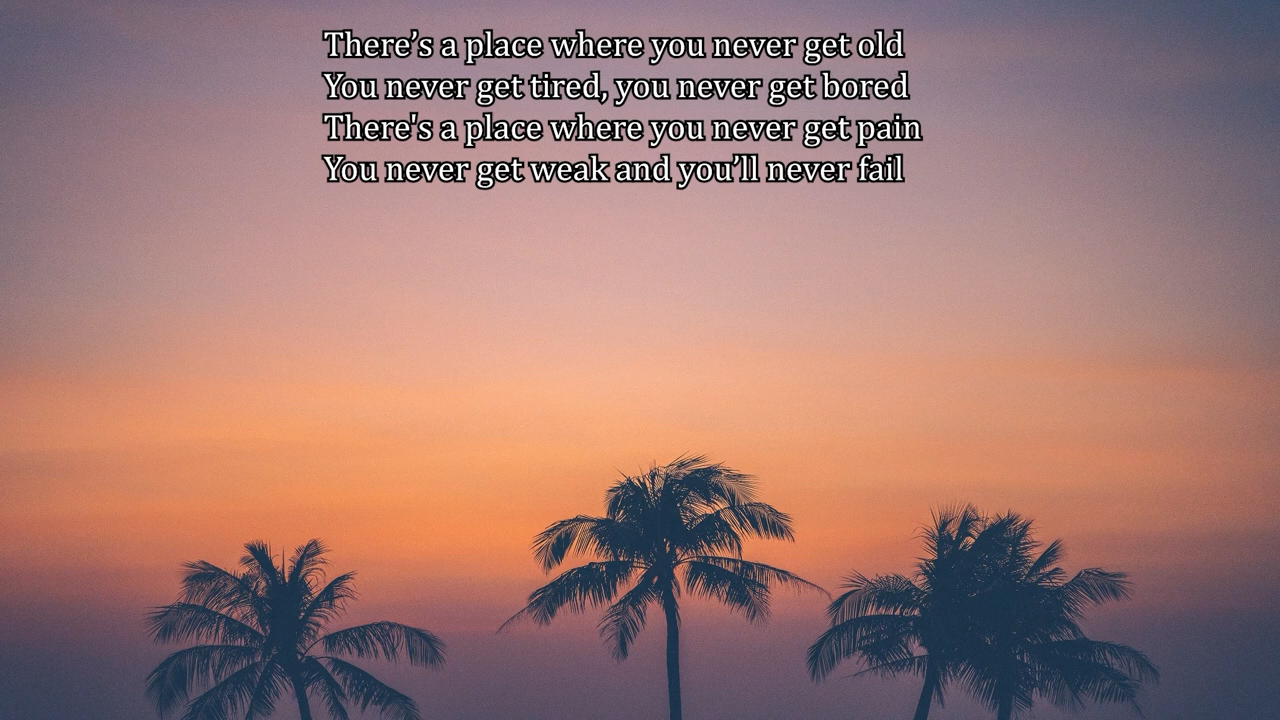 There’s a place where you never get old
You never get tired, you never get bored
There's a place where you never get pain
You never get weak and you’ll never fail